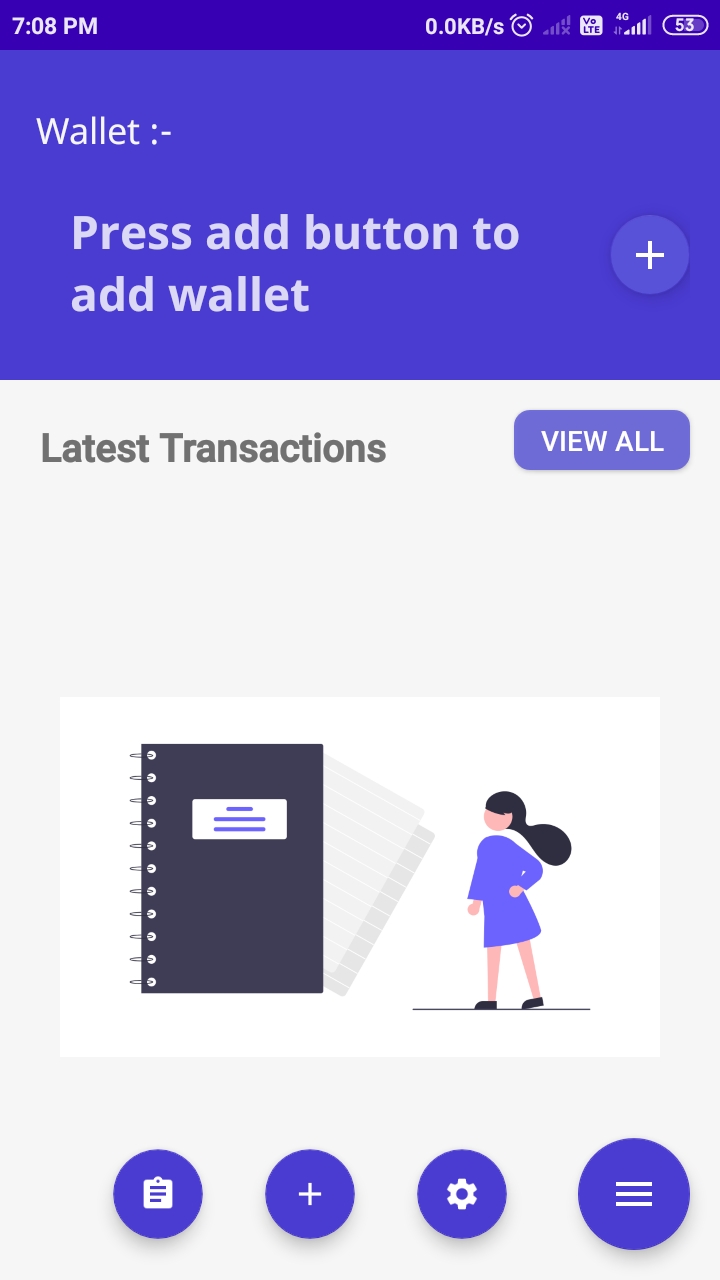 7:08 PM 0.0KB/s Vo LTE 4G 53
Wallet :-
Press add button to
add wallet
Latest Transactions VIEW ALL